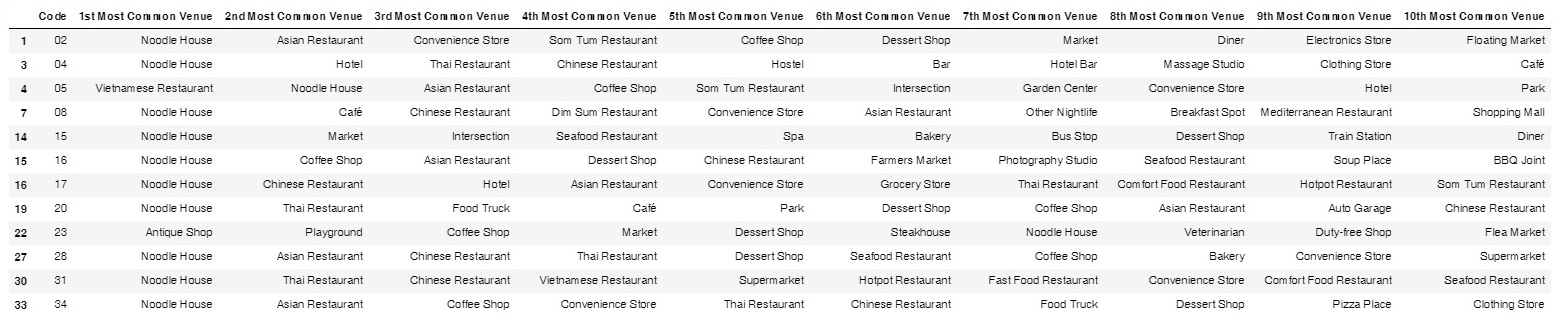 Code 1st Most Common Venue 2nd Most Common Venue 3rd Most Common Venue 4th Most Common Venue 5th Most Common Venue 6th Most Common Venue 7th Most Common Venue 8th Most Common Venue 9th Most Common Venue 10th Most Common Venue
1 02 Noodle House Asian Restaurant Convenience Store Som Tum Restaurant Coffee Shop Dessert Shop Market Diner Electronics Store Floating Market
3 04 Noodle House Hotel Thai Restaurant Chinese Restaurant Hostel Bar Hotel Bar Massage Studio Clothing Store Café
4 05 Vietnamese Restaurant Noodle House Asian Restaurant Coffee Shop Som Tum Restaurant Intersection Garden Center Convenience Store Hotel Park
7 08 Noodle House Café Chinese Restaurant Dim Sum Restaurant Convenience Store Asian Restaurant Other Nightlife Breakfast Spot Mediterranean Restaurant Shopping Mall
14 15 Noodle House Market Intersection Seafood Restaurant Spa Bakery Bus Stop Dessert Shop Train Station Diner
15 16 Noodle House Coffee Shop Asian Restaurant Dessert Shop Chinese Restaurant Farmers Market Photography Studio Seafood Restaurant Soup Place BBQ Joint
16 17 Noodle House Chinese Restaurant Hotel Asian Restaurant Convenience Store Grocery Store Thai Restaurant Comfort Food Restaurant Hotpot Restaurant Som Tum Restaurant
19 20 Noodle House Thai Restaurant Food Truck Café Park Dessert Shop Coffee Shop Asian Restaurant Auto Garage Chinese Restaurant
22 23 Antique Shop Playground Coffee Shop Market Dessert Shop Steakhouse Noodle House Veterinarian Duty-free Shop Flea Market
27 28 Noodle House Asian Restaurant Chinese Restaurant Thai Restaurant Dessert Shop Seafood Restaurant Coffee Shop Bakery Convenience Store Supermarket
30 31 Noodle House Thai Restaurant Chinese Restaurant Vietnamese Restaurant Supermarket Hotpot Restaurant Fast Food Restaurant Convenience Store Comfort Food Restaurant Seafood Restaurant
33 34 Noodle House Asian Restaurant Coffee Shop Convenience Store Thai Restaurant Chinese Restaurant Food Truck Dessert Shop Pizza Place Clothing Store